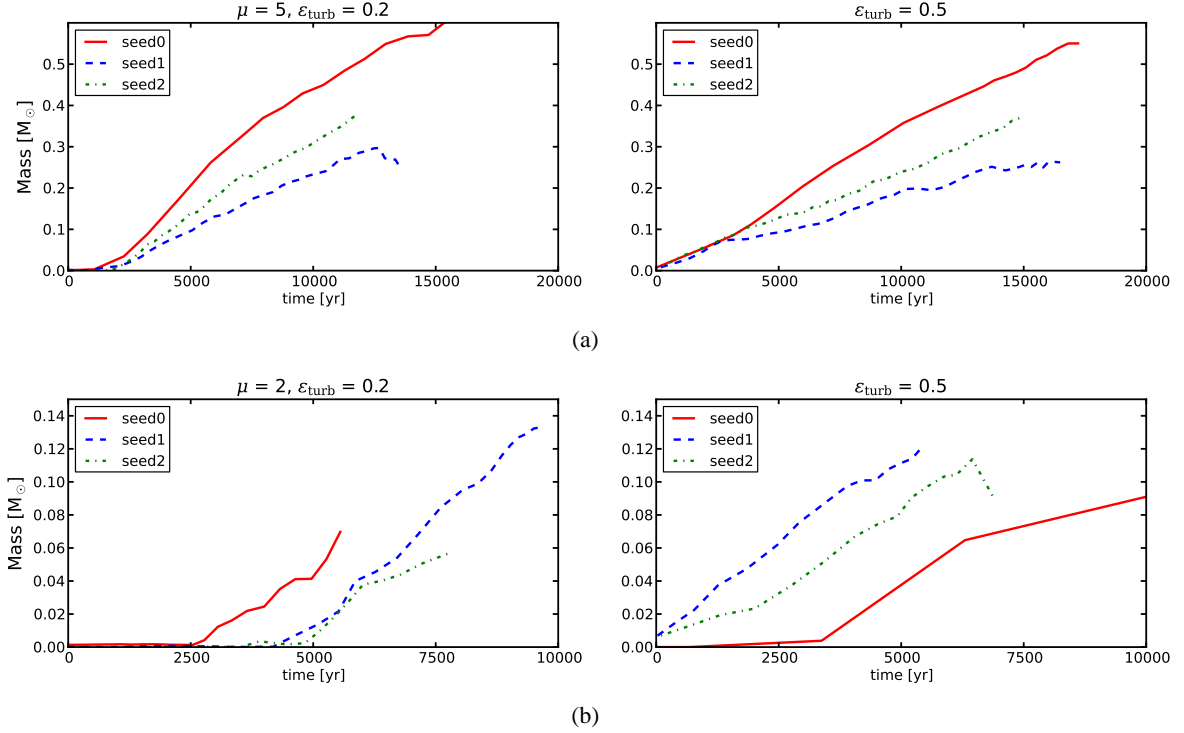 μ = 5, ε_turb = 0.2
seed0
seed1
seed2
Mass [M_⊙]
0.5
0.4
0.3
0.2
0.1
0.0
0
5000
10000
15000
20000
time [yr]
ε_turb = 0.5
seed0
seed1
seed2
0.5
0.4
0.3
0.2
0.1
0.0
0
5000
10000
15000
20000
time [yr]
(a)
μ = 2, ε_turb = 0.2
seed0
seed1
seed2
Mass [M_⊙]
0.14
0.12
0.10
0.08
0.06
0.04
0.02
0.00
0
2500
5000
7500
10000
time [yr]
ε_turb = 0.5
seed0
seed1
seed2
0.14
0.12
0.10
0.08
0.06
0.04
0.02
0.00
0
2500
5000
7500
10000
time [yr]
(b)